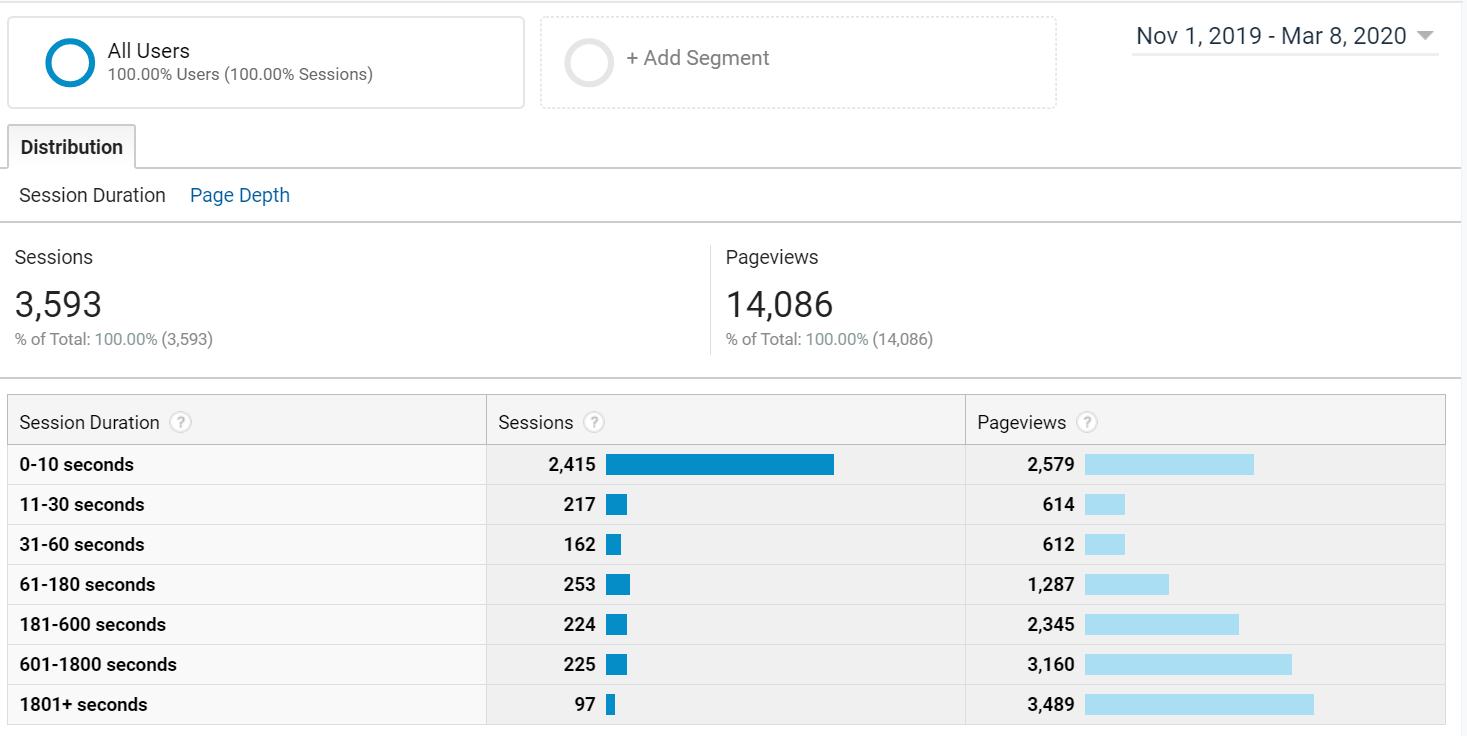 All Users
100.00% Users (100.00% Sessions)
+ Add Segment
Nov 1, 2019 - Mar 8, 2020
Distribution
Session Duration Page Depth
Sessions Pageviews
3,593 14,086
% of Total: 100.00% (3,593) % of Total: 100.00% (14,086)
Session Duration ? Sessions ? Pageviews ?
0-10 seconds 2,415 2,579
11-30 seconds 217 614
31-60 seconds 162 612
61-180 seconds 253 1,287
181-600 seconds 224 2,345
601-1800 seconds 225 3,160
1801+ seconds 97 3,489